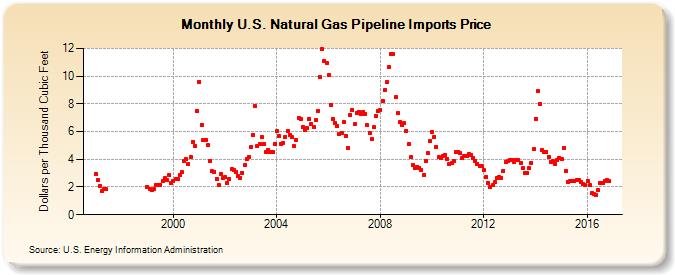 Monthly U.S. Natural Gas Pipeline Imports Price
Dollars per Thousand Cubic Feet
12
10
8
6
4
2
0
2000 2004 2008 2012 2016
Source: U.S. Energy Information Administration